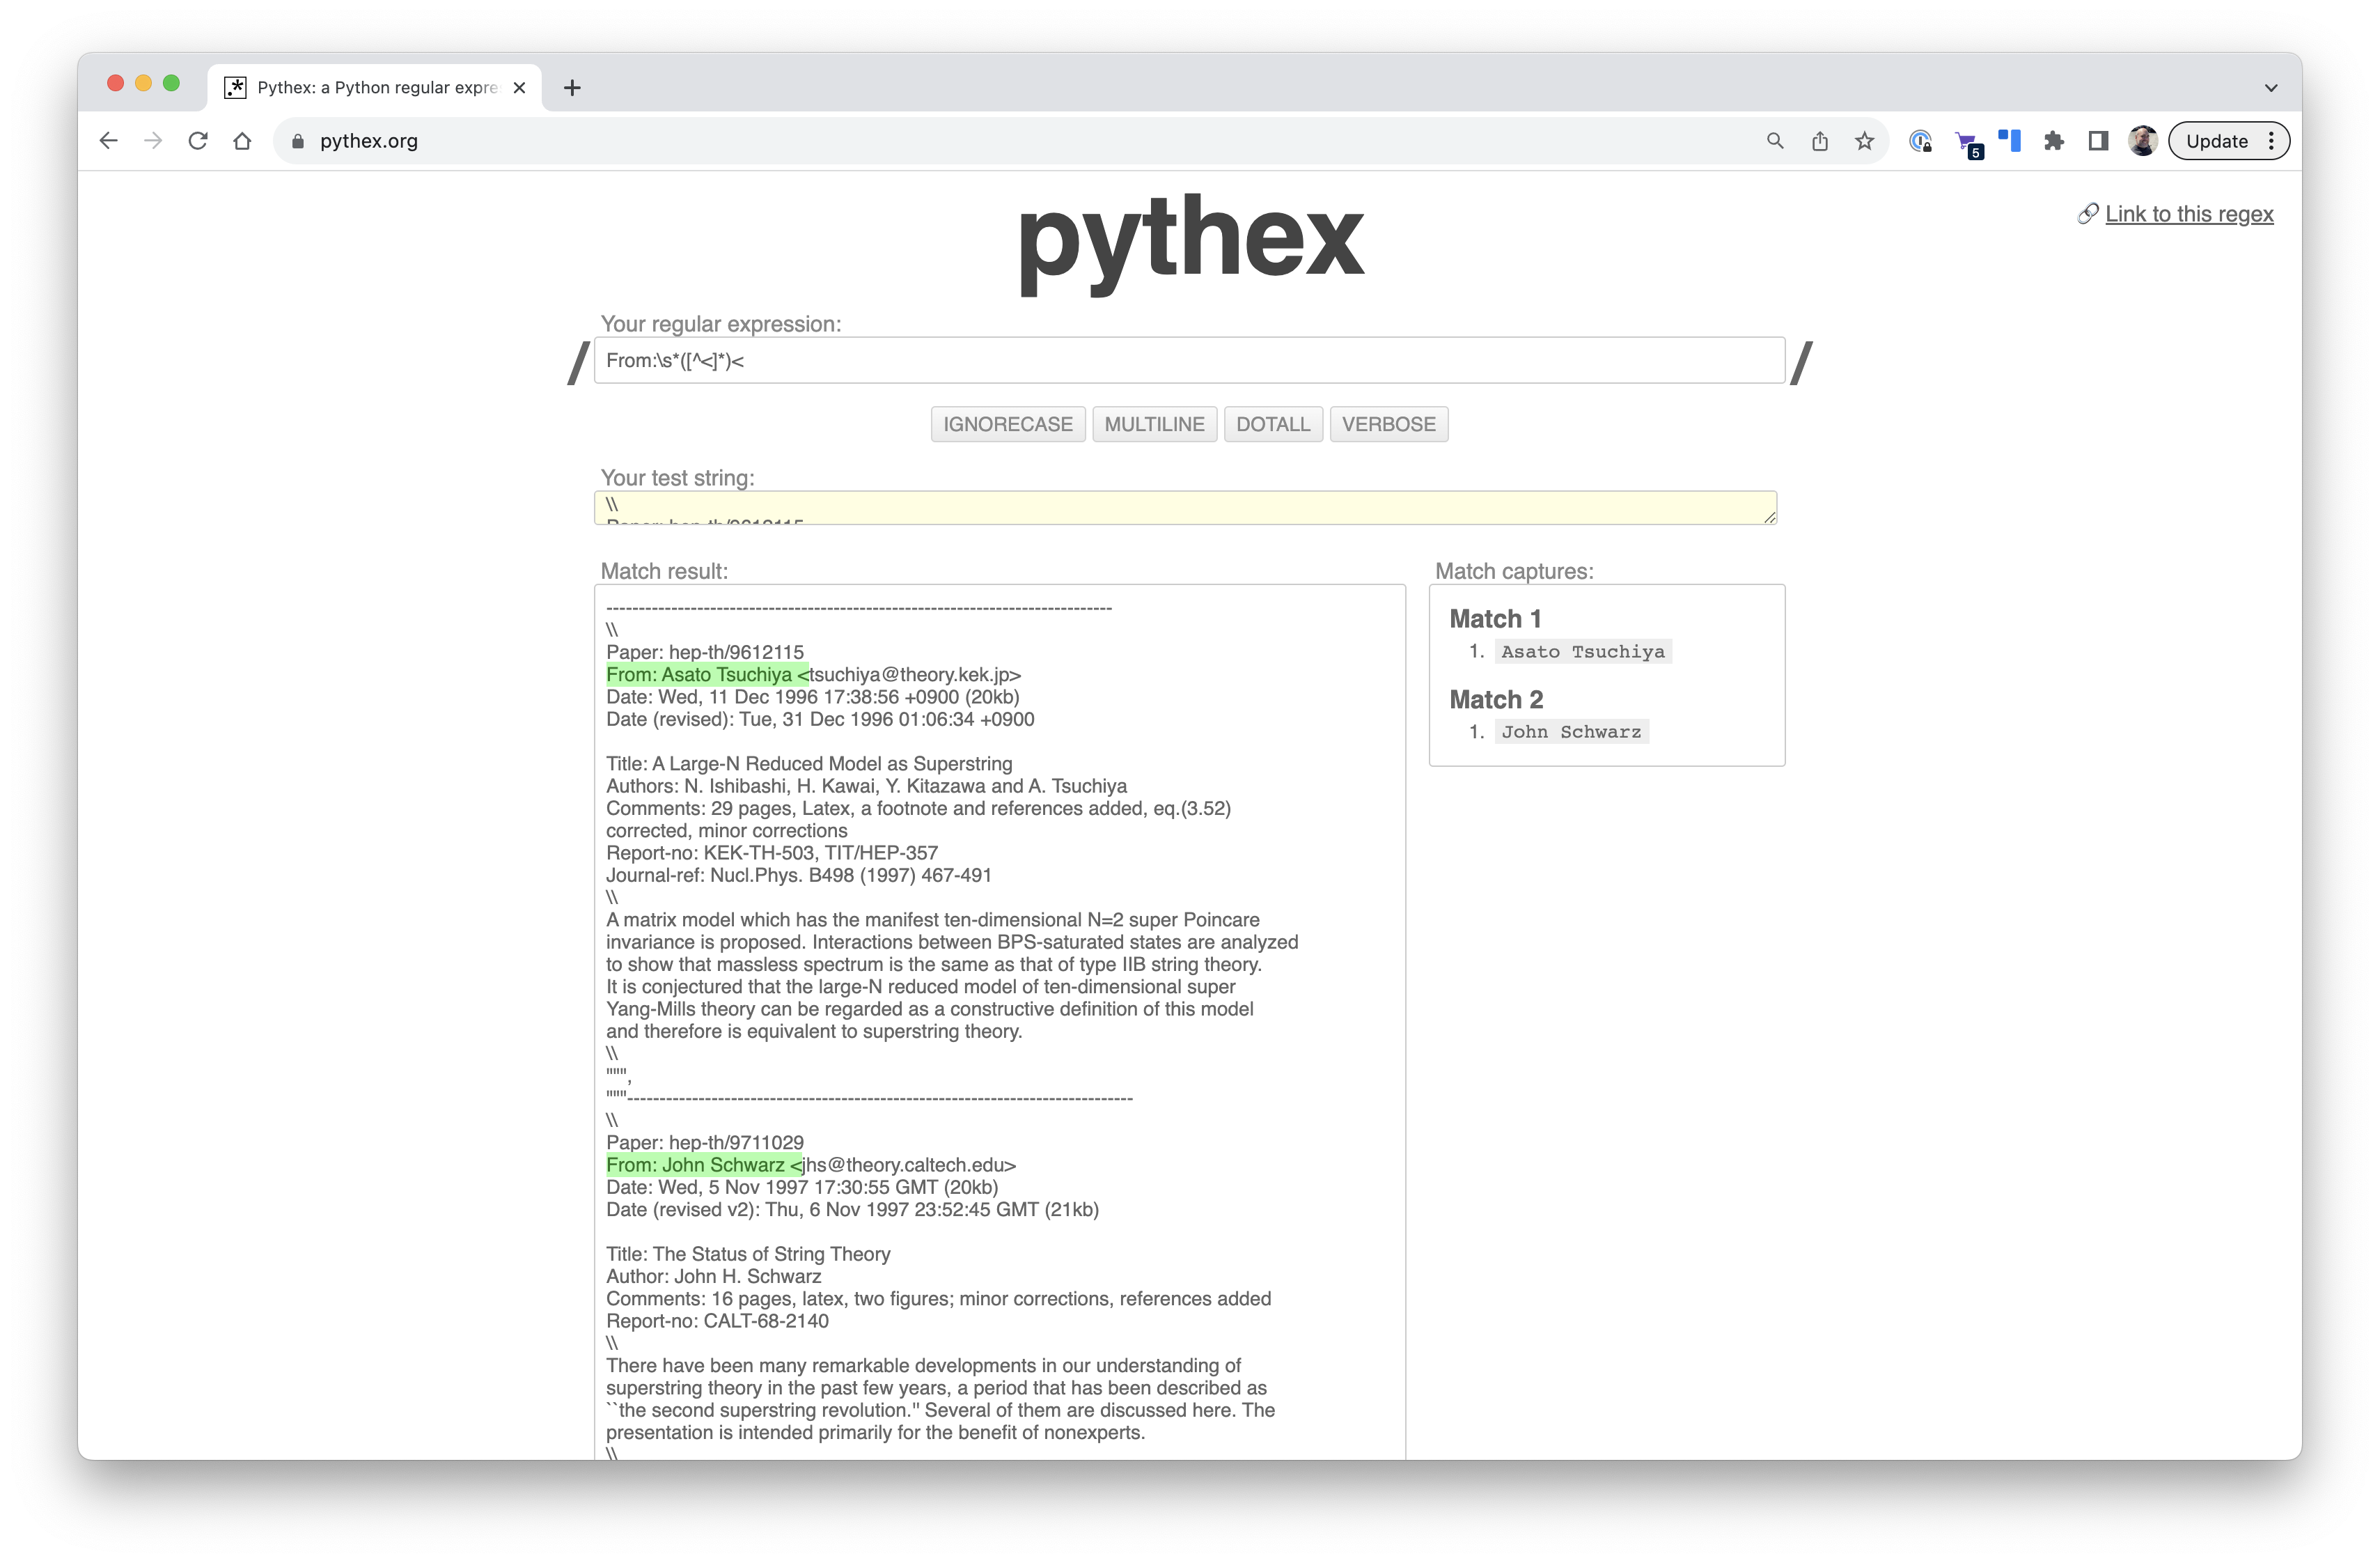 .* Pythex: a Python regular expre
pythex.org
5
Update
pythex
Link to this regex
Your regular expression:
/ From:\s*([^<]*)< /
IGNORECASE MULTILINE DOTALL VERBOSE
Your test string:
\\
Paper: hep-th/9612115
Match result:
-------------------------------------------------------------------------------
\\
Paper: hep-th/9612115
From: Asato Tsuchiya <tsuchiya@theory.kek.jp>
Date: Wed, 11 Dec 1996 17:38:56 +0900 (20kb)
Date (revised): Tue, 31 Dec 1996 01:06:34 +0900
Title: A Large-N Reduced Model as Superstring
Authors: N. Ishibashi, H. Kawai, Y. Kitazawa and A. Tsuchiya
Comments: 29 pages, Latex, a footnote and references added, eq.(3.52)
corrected, minor corrections
Report-no: KEK-TH-503, TIT/HEP-357
Journal-ref: Nucl.Phys. B498 (1997) 467-491
\\
A matrix model which has the manifest ten-dimensional N=2 super Poincare
invariance is proposed. Interactions between BPS-saturated states are analyzed
to show that massless spectrum is the same as that of type IIB string theory.
It is conjectured that the large-N reduced model of ten-dimensional super
Yang-Mills theory can be regarded as a constructive definition of this model
and therefore is equivalent to superstring theory.
\\
""",
"""-------------------------------------------------------------------------------
\\
Paper: hep-th/9711029
From: John Schwarz <jhs@theory.caltech.edu>
Date: Wed, 5 Nov 1997 17:30:55 GMT (20kb)
Date (revised v2): Thu, 6 Nov 1997 23:52:45 GMT (21kb)
Title: The Status of String Theory
Author: John H. Schwarz
Comments: 16 pages, latex, two figures; minor corrections, references added
Report-no: CALT-68-2140
\\
There have been many remarkable developments in our understanding of
superstring theory in the past few years, a period that has been described as
``the second superstring revolution.'' Several of them are discussed here. The
presentation is intended primarily for the benefit of nonexperts.
\\
Match captures:
Match 1
1. Asato Tsuchiya
Match 2
1. John Schwarz